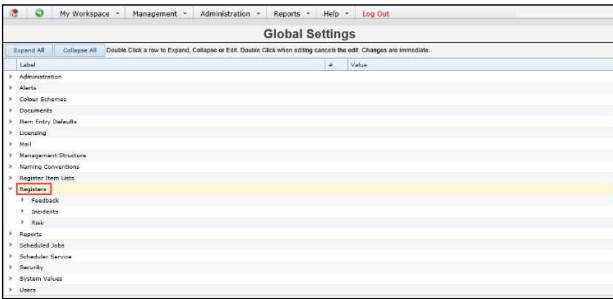 My Workspace Management Administration Reports Help Log Out
Global Settings
Expand All Collapse All Double Click a row to Expand, Collapse or Edit. Double Click when editing cancels the edit. Changes are immediate.
Label # Value
Administration
Alerts
Colour Schemes
Documents
Item Entry Defaults
Licensing
Mail
Management Structure
Naming Conventions
Register Item Lists
Registers
Feedback
Incidents
Risk
Reports
Scheduled Jobs
Scheduler Service
Security
System Values
Users